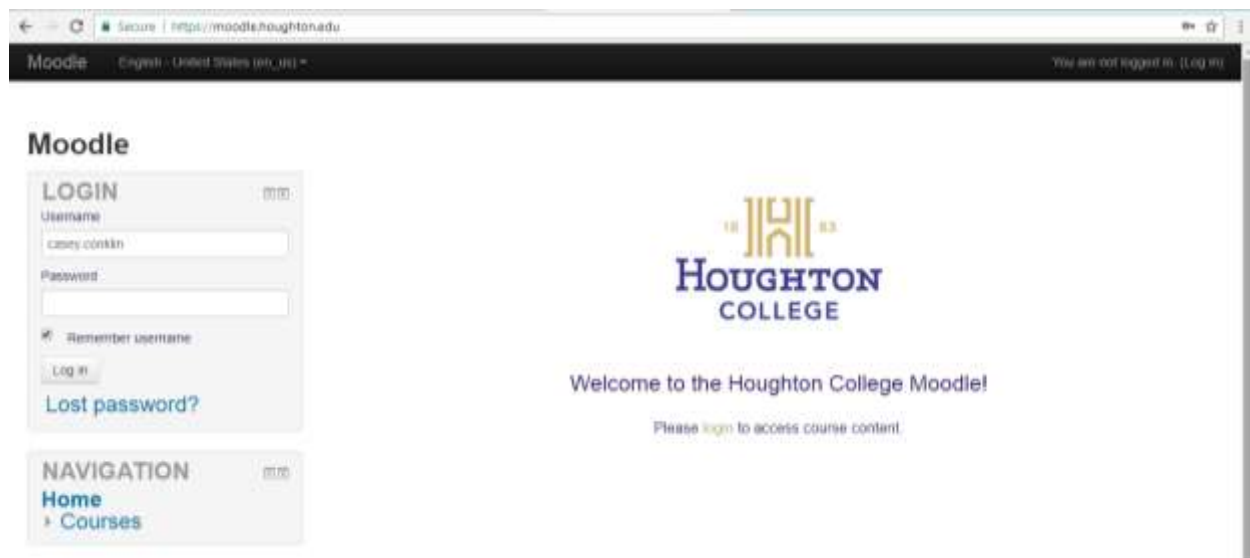 Secure | https://moodle.houghton.edu
Moodle English - United States (en_us)
You are not logged in. (Log in)
Moodle
LOGIN
Username
casey.conklin
Password
Remember username
Log in
Lost password?
NAVIGATION
Home
Courses
18 83
HOUGHTON
COLLEGE
Welcome to the Houghton College Moodle!
Please login to access course content.